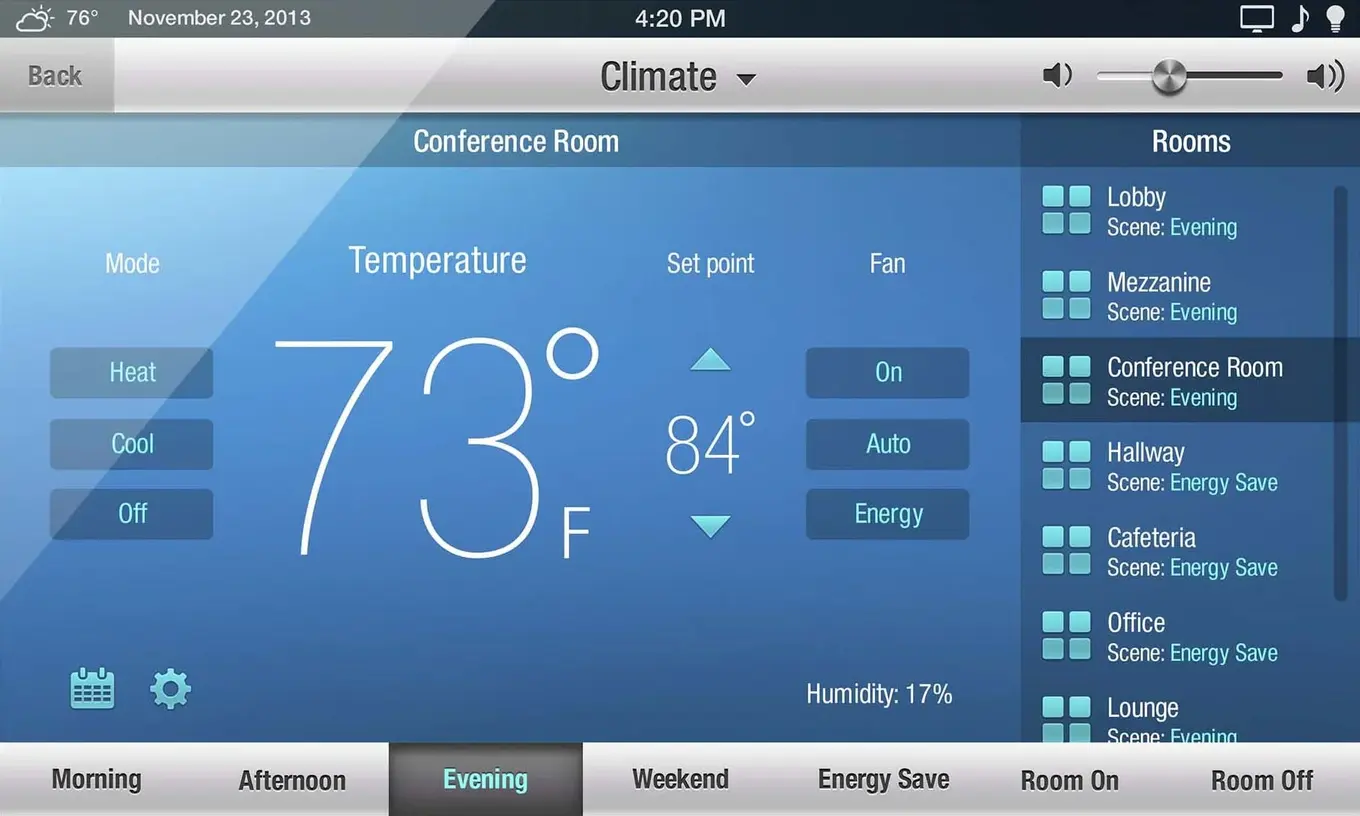 76° November 23, 2013 4:20 PM
Back Climate
Conference Room
Mode Temperature Set point Fan
Heat
Cool
Off
73°F
84°
On
Auto
Energy
Humidity: 17%
Rooms
Lobby
Scene: Evening
Mezzanine
Scene: Evening
Conference Room
Scene: Evening
Hallway
Scene: Energy Save
Cafeteria
Scene: Energy Save
Office
Scene: Energy Save
Lounge
Scene: Evening
Morning Afternoon Evening Weekend Energy Save Room On Room Off